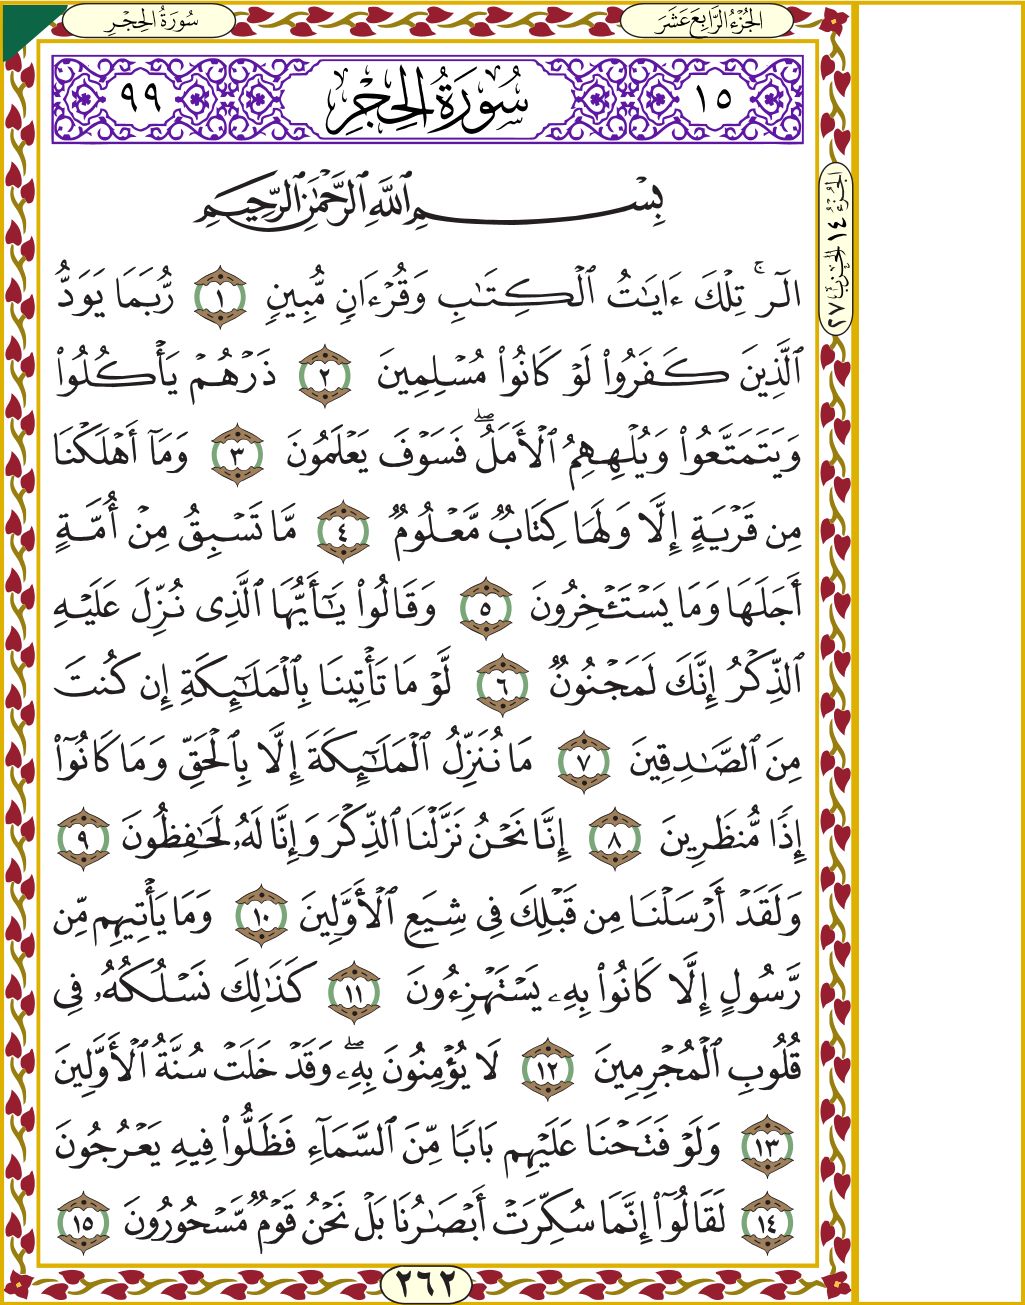 الجُزْءُ الرَّابِعَ عَشَرَ
سُورَةُ الحِجْرِ
١٥
سُورَةُ الحِجْرِ
٩٩
بِسْمِ ٱللَّهِ ٱلرَّحْمَٰنِ ٱلرَّحِيمِ
الٓرۚ تِلْكَ ءَايَٰتُ ٱلْكِتَٰبِ وَقُرْءَانٍ مُّبِينٍ ١ رُّبَمَا يَوَدُّ
ٱلَّذِينَ كَفَرُوا۟ لَوْ كَانُوا۟ مُسْلِمِينَ ٢ ذَرْهُمْ يَأْكُلُوا۟
وَيَتَمَتَّعُوا۟ وَيُلْهِهِمُ ٱلْأَمَلُۖ فَسَوْفَ يَعْلَمُونَ ٣ وَمَآ أَهْلَكْنَا
مِن قَرْيَةٍ إِلَّا وَلَهَا كِتَابٌ مَّعْلُومٌ ٤ مَّا تَسْبِقُ مِنْ أُمَّةٍ
أَجَلَهَا وَمَا يَسْتَـْٔخِرُونَ ٥ وَقَالُوا۟ يَٰٓأَيُّهَا ٱلَّذِى نُزِّلَ عَلَيْهِ
ٱلذِّكْرُ إِنَّكَ لَمَجْنُونٌ ٦ لَّوْ مَا تَأْتِينَا بِٱلْمَلَٰٓئِكَةِ إِن كُنتَ
مِنَ ٱلصَّٰدِقِينَ ٧ مَا نُنَزِّلُ ٱلْمَلَٰٓئِكَةَ إِلَّا بِٱلْحَقِّ وَمَا كَانُوٓا۟
إِذًا مُّنظَرِينَ ٨ إِنَّا نَحْنُ نَزَّلْنَا ٱلذِّكْرَ وَإِنَّا لَهُۥ لَحَٰفِظُونَ ٩
وَلَقَدْ أَرْسَلْنَا مِن قَبْلِكَ فِى شِيَعِ ٱلْأَوَّلِينَ ١٠ وَمَا يَأْتِيهِم مِّن
رَّسُولٍ إِلَّا كَانُوا۟ بِهِۦ يَسْتَهْزِءُونَ ١١ كَذَٰلِكَ نَسْلُكُهُۥ فِى
قُلُوبِ ٱلْمُجْرِمِينَ ١٢ لَا يُؤْمِنُونَ بِهِۦۖ وَقَدْ خَلَتْ سُنَّةُ ٱلْأَوَّلِينَ
١٣ وَلَوْ فَتَحْنَا عَلَيْهِم بَابًا مِّنَ ٱلسَّمَآءِ فَظَلُّوا۟ فِيهِ يَعْرُجُونَ
١٤ لَقَالُوٓا۟ إِنَّمَا سُكِّرَتْ أَبْصَٰرُنَا بَلْ نَحْنُ قَوْمٌ مَّسْحُورُونَ ١٥
٢٦٢
الجُزْءُ ١٤ الحِزْبُ ٢٧